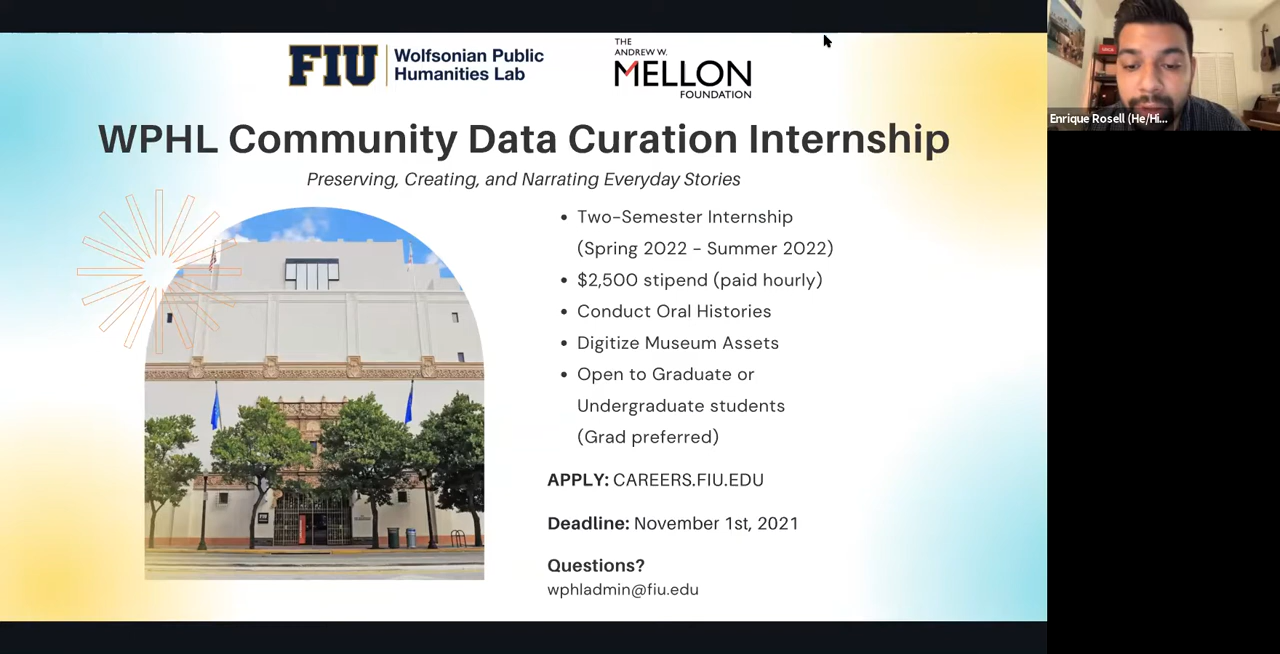 FIU
Wolfsonian Public
Humanities Lab
THE
ANDREW W.
MELLON
FOUNDATION
WPHL Community Data Curation Internship
Preserving, Creating, and Narrating Everyday Stories
• Two-Semester Internship
(Spring 2022 - Summer 2022)
• $2,500 stipend (paid hourly)
• Conduct Oral Histories
• Digitize Museum Assets
• Open to Graduate or
Undergraduate students
(Grad preferred)
APPLY: CAREERS.FIU.EDU
Deadline: November 1st, 2021
Questions?
wphladmin@fiu.edu
Enrique Rosell (He/Hi...